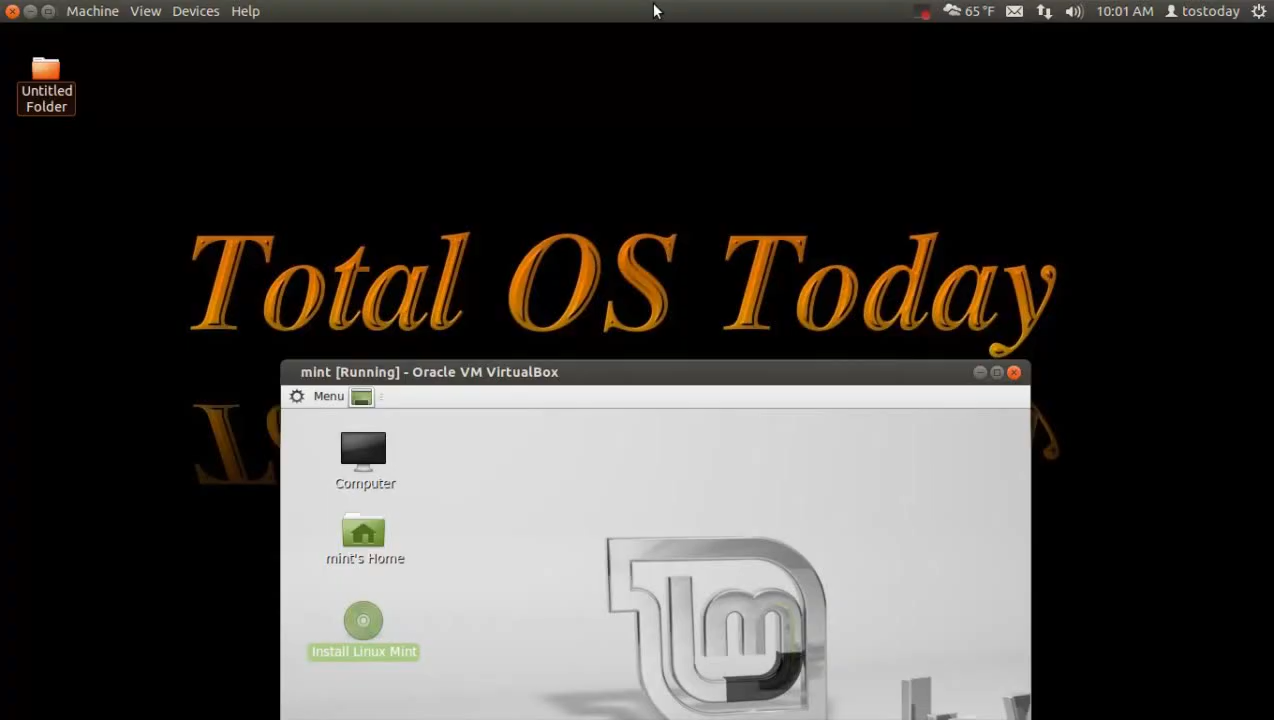 Machine View Devices Help 65 °F 10:01 AM tostoday
Untitled
Folder
Total OS Today
mint [Running] - Oracle VM VirtualBox
Menu
Computer
mint's Home
Install Linux Mint
lm